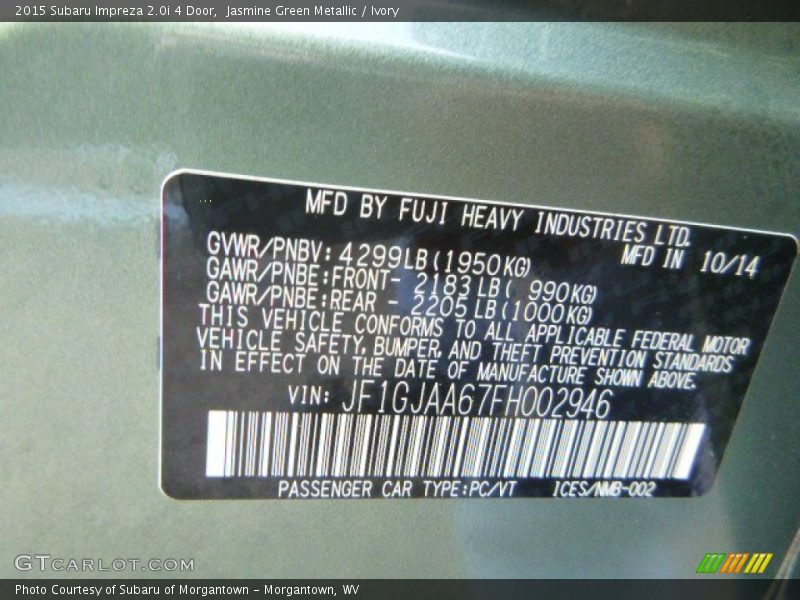 2015 Subaru Impreza 2.0i 4 Door,  Jasmine Green Metallic / Ivory
MFD BY FUJI HEAVY INDUSTRIES LTD.
MFD IN 10/14
GVWR/PNBV: 4299LB(1950KG)
GAWR/PNBE:FRONT- 2183LB( 990KG)
GAWR/PNBE:REAR - 2205LB(1000KG)
THIS VEHICLE CONFORMS TO ALL APPLICABLE FEDERAL MOTOR
VEHICLE SAFETY, BUMPER, AND THEFT PREVENTION STANDARDS
IN EFFECT ON THE DATE OF MANUFACTURE SHOWN ABOVE.
VIN: JF1GJAA67FH002946
PASSENGER CAR TYPE:PC/VT ICES/NMB-002
GTCARLOT.COM
Photo Courtesy of Subaru of Morgantown - Morgantown, WV